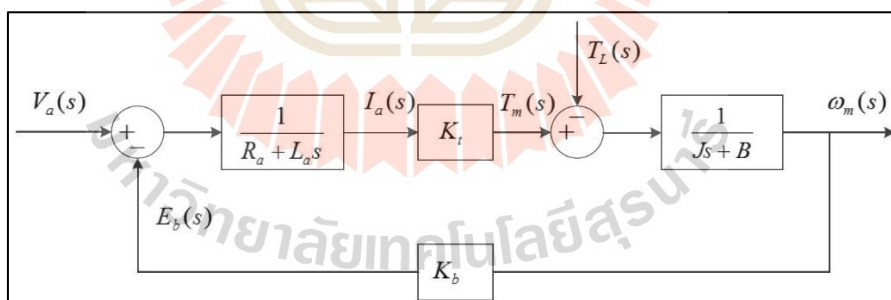 T_L(s)
V_a(s)
+
−
1
R_a + L_a s
I_a(s)
K_t
T_m(s)
+
−
1
Js + B
ω_m(s)
E_b(s)
K_b
มหาวิทยาลัยเทคโนโลยีสุรนารี